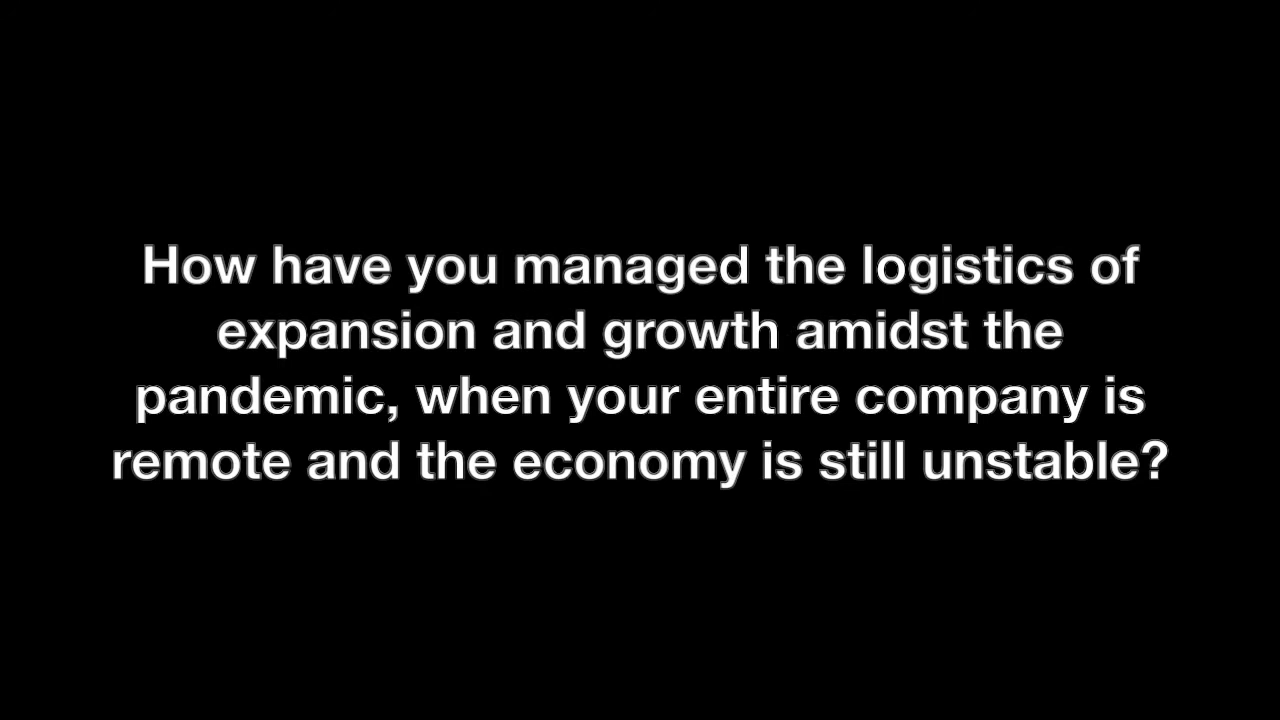 How have you managed the logistics of
expansion and growth amidst the
pandemic, when your entire company is
remote and the economy is still unstable?